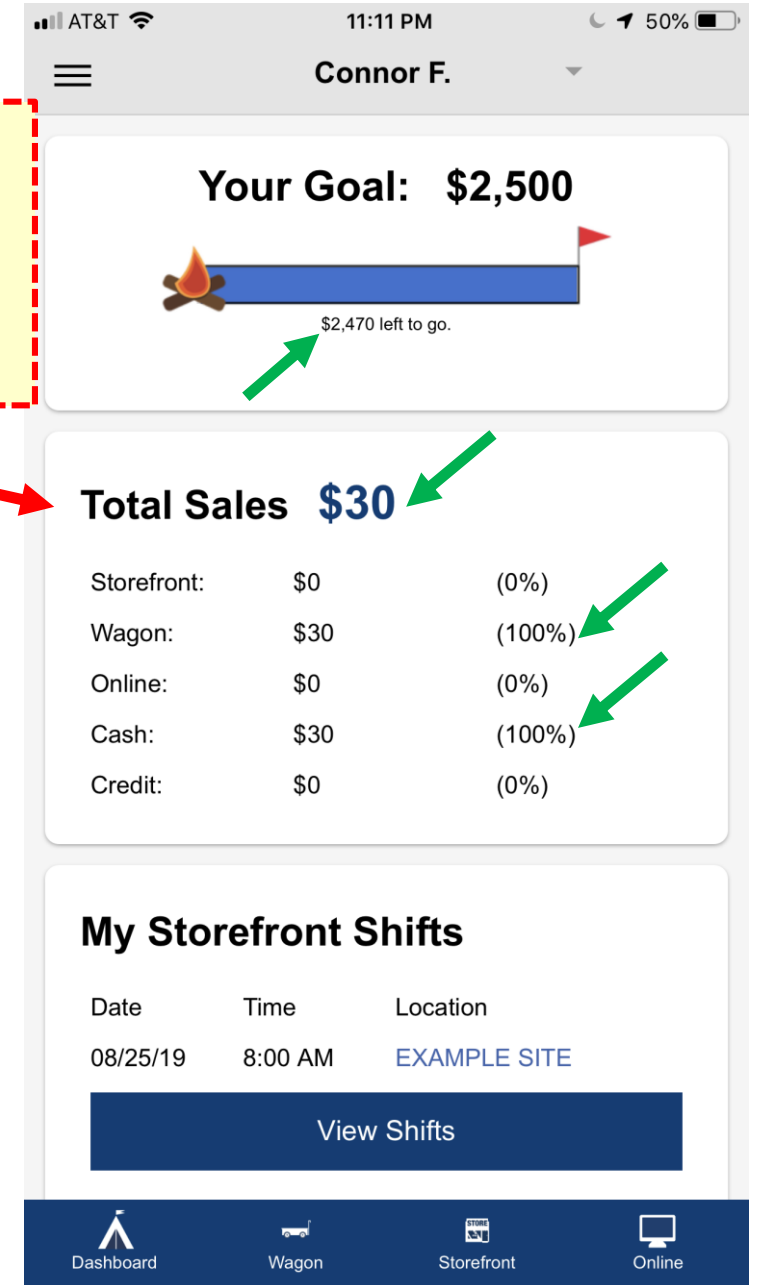 AT&T 11:11 PM 50%
Connor F.
Your Goal: $2,500
$2,470 left to go.
Total Sales $30
Storefront: $0 (0%)
Wagon: $30 (100%)
Online: $0 (0%)
Cash: $30 (100%)
Credit: $0 (0%)
My Storefront Shifts
Date Time Location
08/25/19 8:00 AM EXAMPLE SITE
View Shifts
STORE
Dashboard Wagon Storefront Online